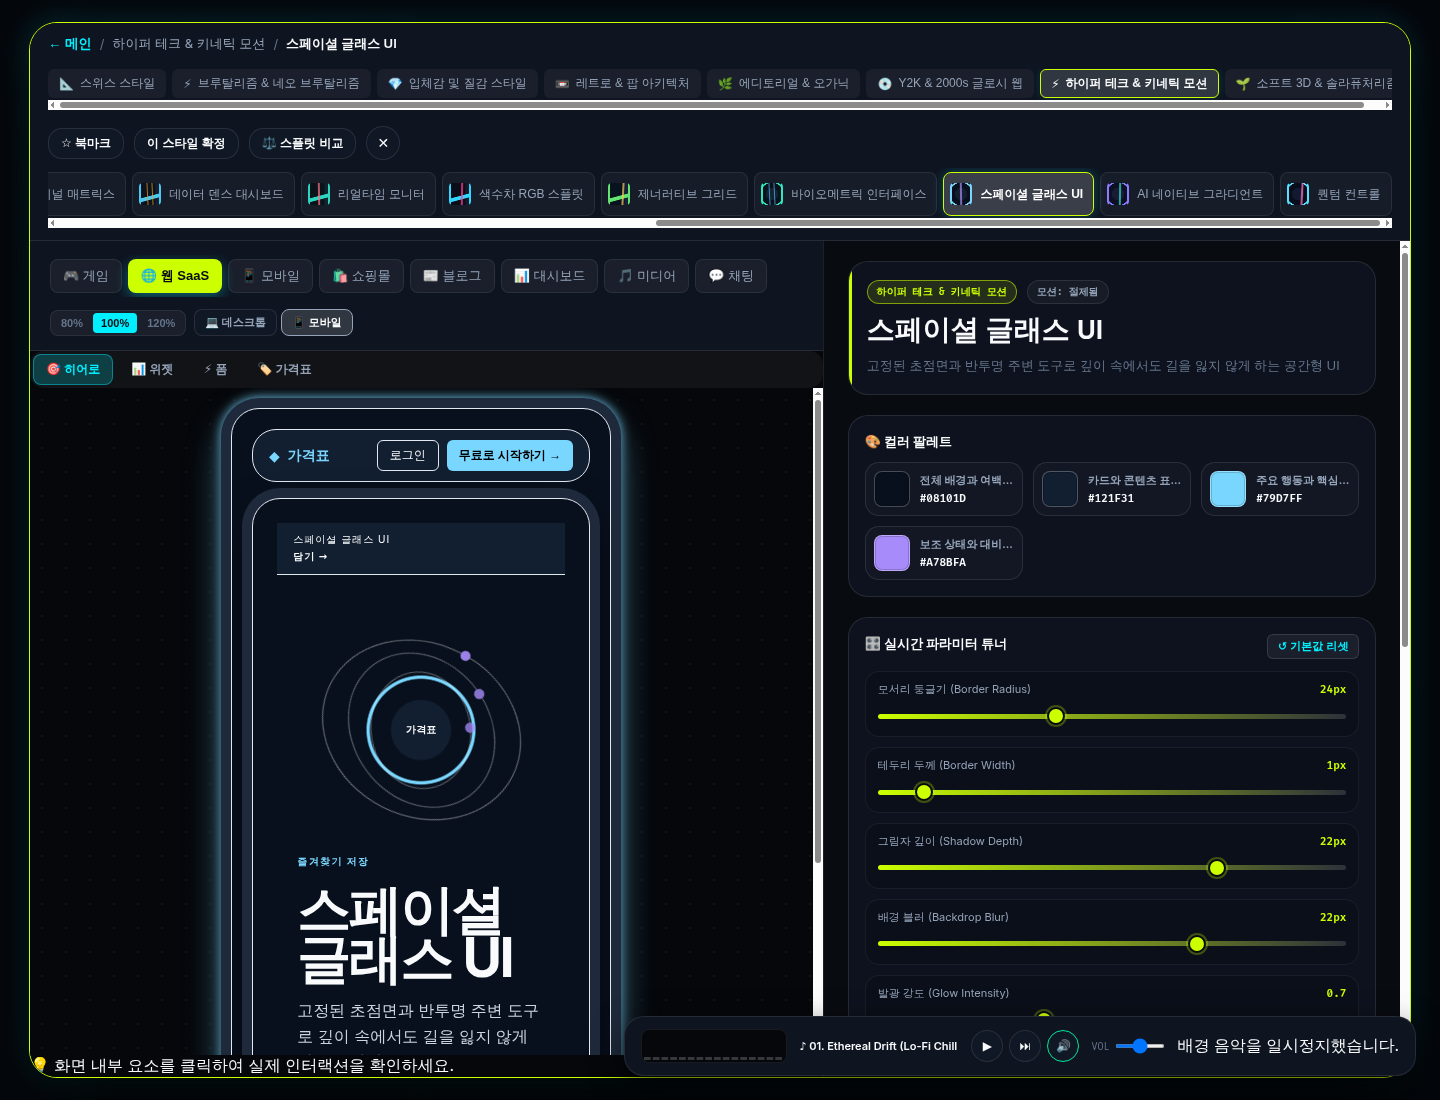 ← 메인 / 하이퍼 테크 & 키네틱 모션 / 스페이셜 글래스 UI
스위스 스타일
브루탈리즘 & 네오 브루탈리즘
입체감 및 질감 스타일
레트로 & 팝 아키텍처
에디토리얼 & 오가닉
Y2K & 2000s 글로시 웹
하이퍼 테크 & 키네틱 모션
소프트 3D & 솔라퓨처리즘
☆ 북마크
이 스타일 확정
스플릿 비교
✕
널 매트릭스
데이터 덴스 대시보드
리얼타임 모니터
색수차 RGB 스플릿
제너러티브 그리드
바이오메트릭 인터페이스
스페이셜 글래스 UI
AI 네이티브 그라디언트
퀀텀 컨트롤
게임
웹 SaaS
모바일
쇼핑몰
블로그
대시보드
미디어
채팅
80% 100% 120%
데스크톱
모바일
히어로
위젯
폼
가격표
◆ 가격표
로그인
무료로 시작하기 →
스페이셜 글래스 UI
담기 →
가격표
즐겨찾기 저장
스페이셜
글래스 UI
고정된 초점면과 반투명 주변 도구
로 깊이 속에서도 길을 잃지 않게
💡 화면 내부 요소를 클릭하여 실제 인터랙션을 확인하세요.
하이퍼 테크 & 키네틱 모션
모션: 절제됨
스페이셜 글래스 UI
고정된 초점면과 반투명 주변 도구로 깊이 속에서도 길을 잃지 않게 하는 공간형 UI
컬러 팔레트
전체 배경과 여백...
#08101D
카드와 콘텐츠 표...
#121F31
주요 행동과 핵심...
#79D7FF
보조 상태와 대비...
#A78BFA
실시간 파라미터 튜너
↺ 기본값 리셋
모서리 둥글기 (Border Radius)
24px
테두리 두께 (Border Width)
1px
그림자 깊이 (Shadow Depth)
22px
배경 블러 (Backdrop Blur)
22px
발광 강도 (Glow Intensity)
0.7
♪ 01. Ethereal Drift (Lo-Fi Chill
VOL
배경 음악을 일시정지했습니다.